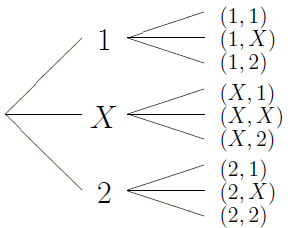 (1, 1)
1
(1, X)
(1, 2)
(X, 1)
X
(X, X)
(X, 2)
(2, 1)
2
(2, X)
(2, 2)